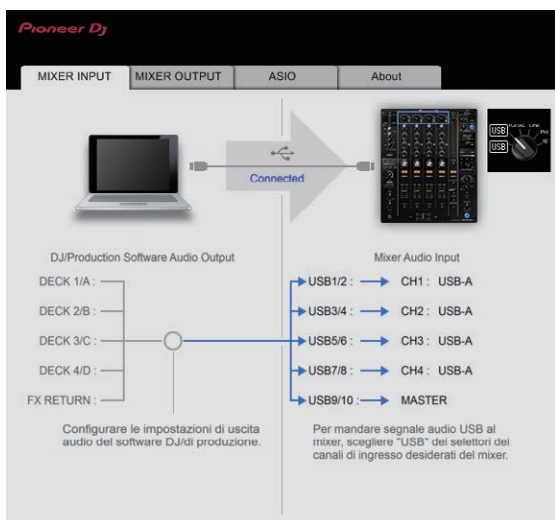 Pioneer Dj
MIXER INPUT MIXER OUTPUT ASIO About
USB
USB
Connected
DJ/Production Software Audio Output
Mixer Audio Input
DECK 1/A :
DECK 2/B :
DECK 3/C :
DECK 4/D :
FX RETURN :
USB1/2 : CH1 : USB-A
USB3/4 : CH2 : USB-A
USB5/6 : CH3 : USB-A
USB7/8 : CH4 : USB-A
USB9/10 : MASTER
Configurare le impostazioni di uscita
audio del software DJ/di produzione.
Per mandare segnale audio USB al
mixer, scegliere "USB" dei selettori dei
canali di ingresso desiderati del mixer.